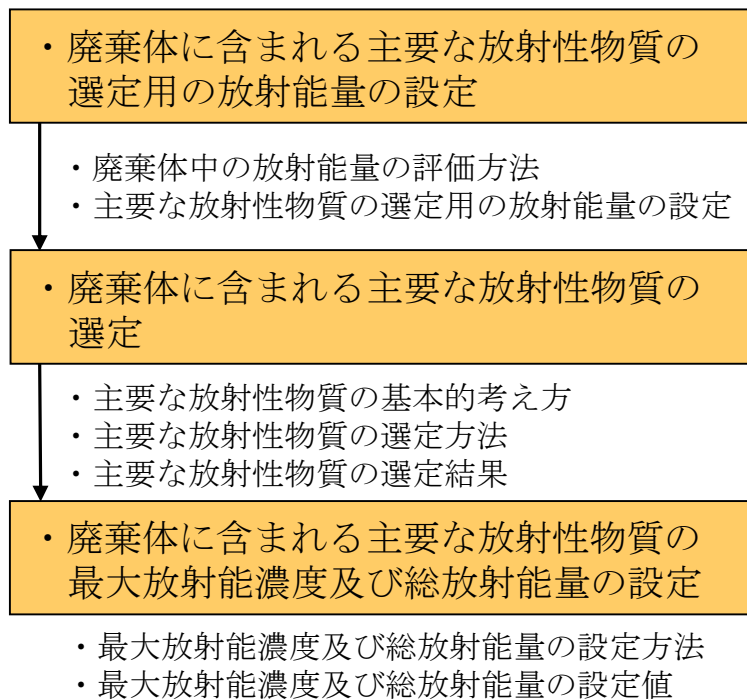 ・廃棄体に含まれる主要な放射性物質の
選定用の放射能量の設定
・廃棄体中の放射能量の評価方法
・主要な放射性物質の選定用の放射能量の設定
・廃棄体に含まれる主要な放射性物質の
選定
・主要な放射性物質の基本的考え方
・主要な放射性物質の選定方法
・主要な放射性物質の選定結果
・廃棄体に含まれる主要な放射性物質の
最大放射能濃度及び総放射能量の設定
・最大放射能濃度及び総放射能量の設定方法
・最大放射能濃度及び総放射能量の設定値